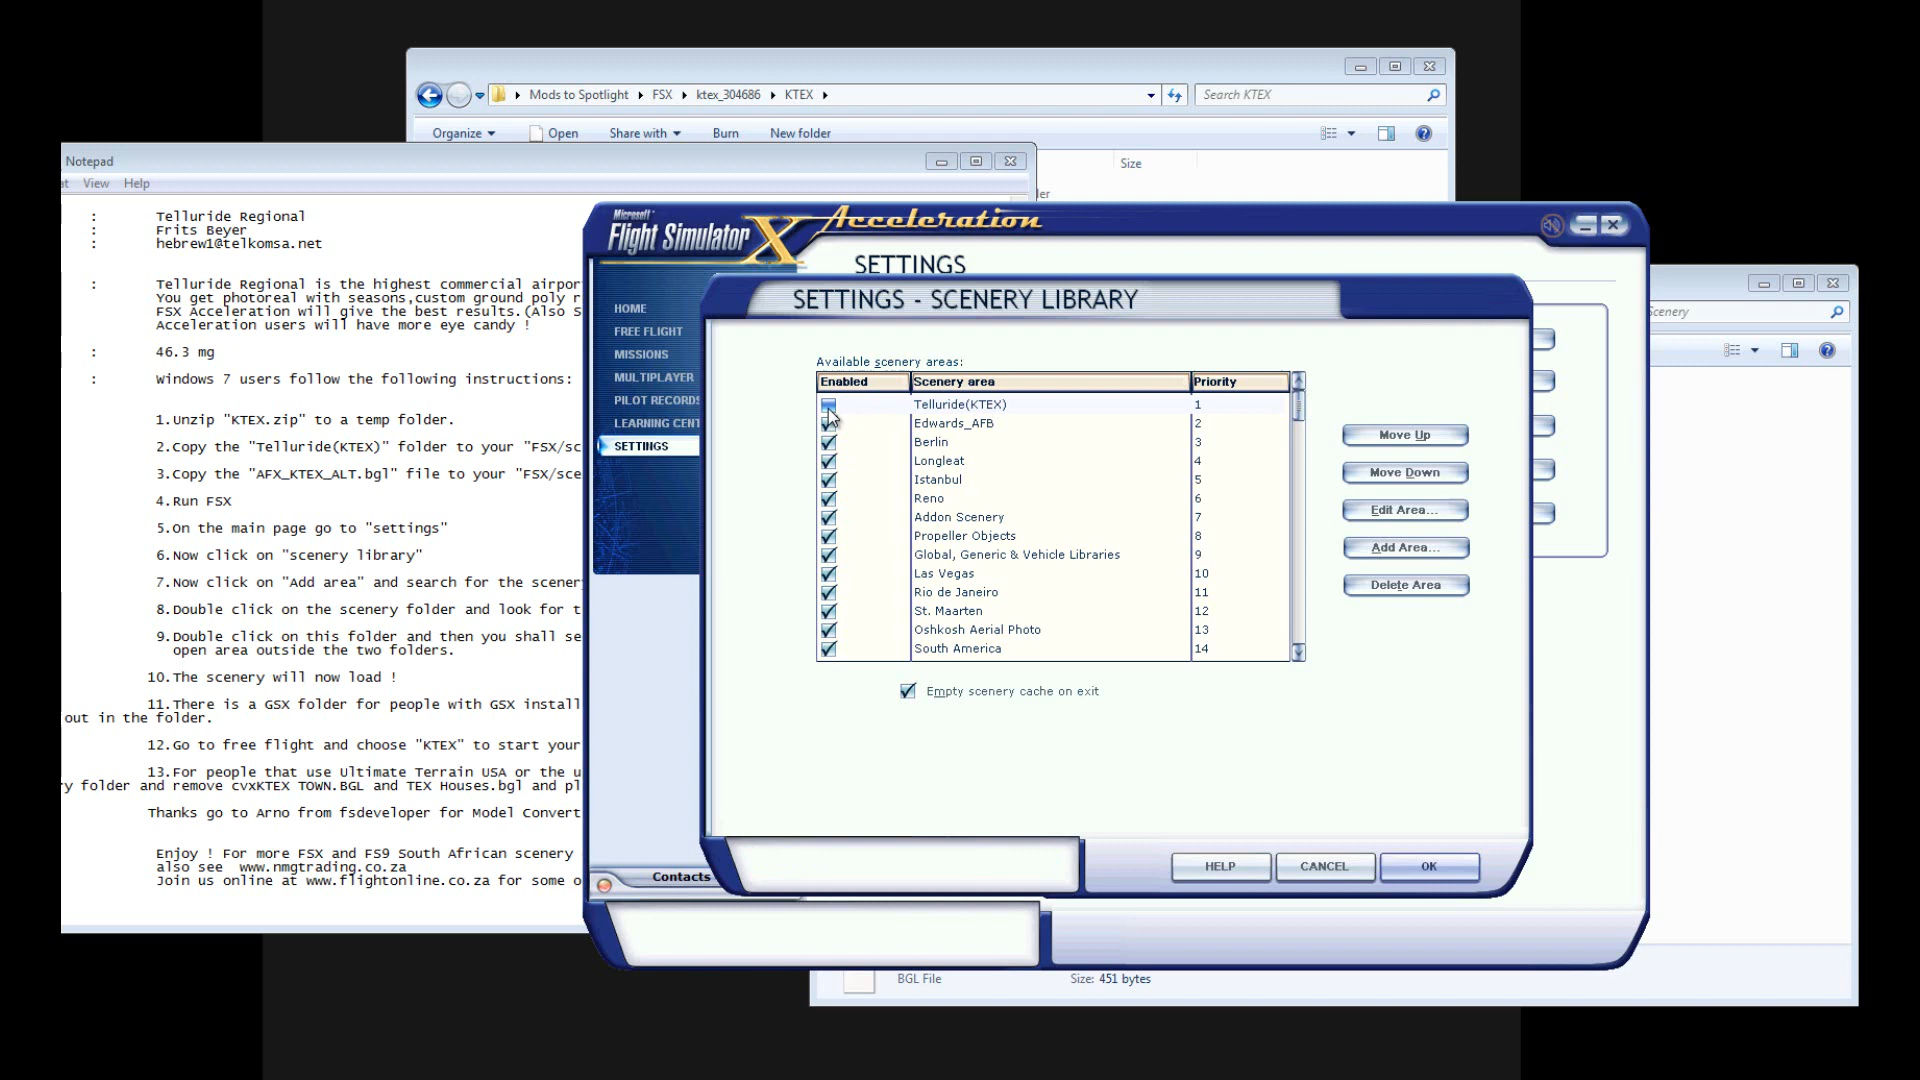 Mods to Spotlight
FSX
ktex_304686
KTEX
Search KTEX
Organize
Open
Share with
Burn
New folder
Size
Notepad
View
Help
: Telluride Regional
: Frits Beyer
: hebrew1@telkomsa.net
: Telluride Regional is the highest commercial airpor
You get photoreal with seasons,custom ground poly r
FSX Acceleration will give the best results.(Also S
Acceleration users will have more eye candy !
: 46.3 mg
: Windows 7 users follow the following instructions:
1.Unzip "KTEX.zip" to a temp folder.
2.Copy the "Telluride(KTEX)" folder to your "FSX/sc
3.Copy the "AFX_KTEX_ALT.bgl" file to your "FSX/sce
4.Run FSX
5.On the main page go to "settings"
6.Now click on "scenery library"
7.Now click on "Add area" and search for the scener
8.Double click on the scenery folder and look for t
9.Double click on this folder and then you shall se
open area outside the two folders.
10.The scenery will now load !
11.There is a GSX folder for people with GSX install
out in the folder.
12.Go to free flight and choose "KTEX" to start your
13.For people that use Ultimate Terrain USA or the u
y folder and remove cvxKTEX TOWN.BGL and TEX Houses.bgl and pl
Thanks go to Arno from fsdeveloper for Model Convert
Enjoy ! For more FSX and FS9 South African scenery
also see www.nmgtrading.co.za
Join us online at www.flightonline.co.za for some o
Microsoft
Flight Simulator X Acceleration
SETTINGS
HOME
FREE FLIGHT
MISSIONS
MULTIPLAYER
PILOT RECORDS
LEARNING CENT
SETTINGS
Contacts
SETTINGS - SCENERY LIBRARY
Available scenery areas:
Enabled Scenery area Priority
Telluride(KTEX) 1
Edwards_AFB 2
Berlin 3
Longleat 4
Istanbul 5
Reno 6
Addon Scenery 7
Propeller Objects 8
Global, Generic & Vehicle Libraries 9
Las Vegas 10
Rio de Janeiro 11
St. Maarten 12
Oshkosh Aerial Photo 13
South America 14
Move Up
Move Down
Edit Area...
Add Area...
Delete Area
Empty scenery cache on exit
HELP
CANCEL
OK
Scenery
BGL File
Size: 451 bytes